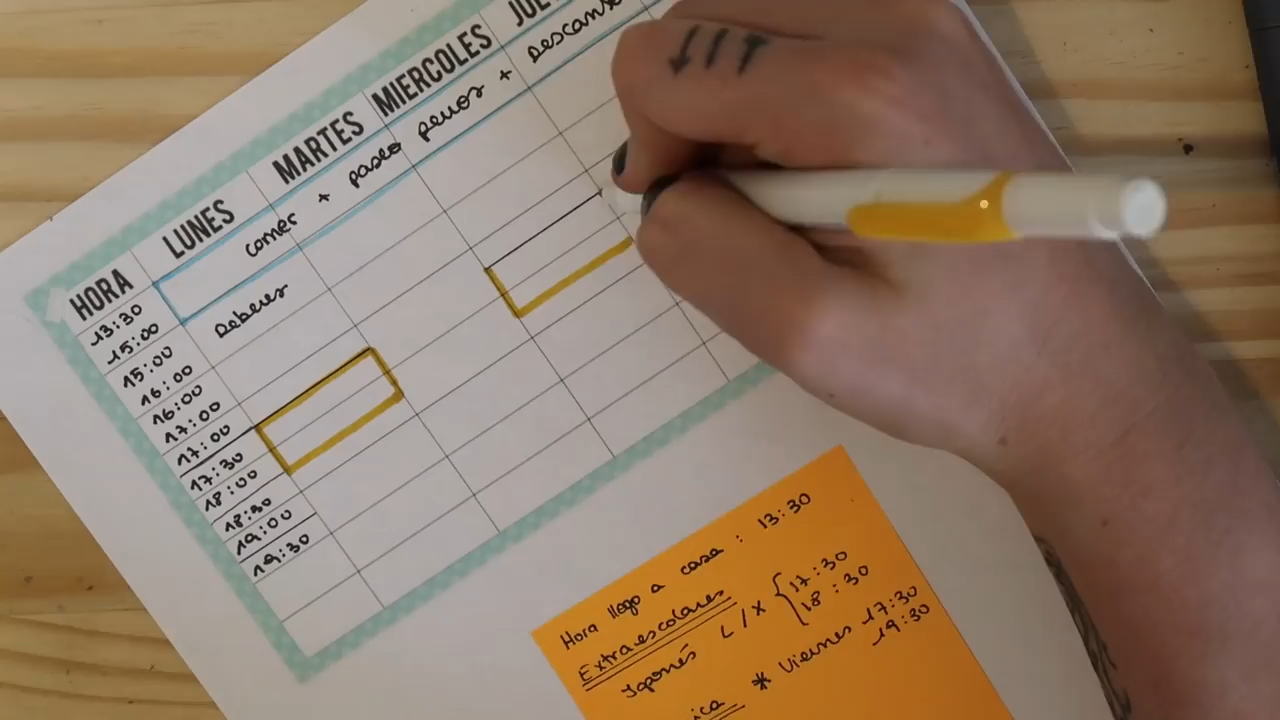 HORA LUNES MARTES MIERCOLES
comer + paseo perros +
Deberes
13:30
15:00
15:00
16:00
16:00
17:00
17:00
17:30
18:00
18:30
19:00
19:30
Hora llego a casa : 13:30
Extraescolares
Japonés L/X { 17:30
18:30
* Viernes 17:30
19:30